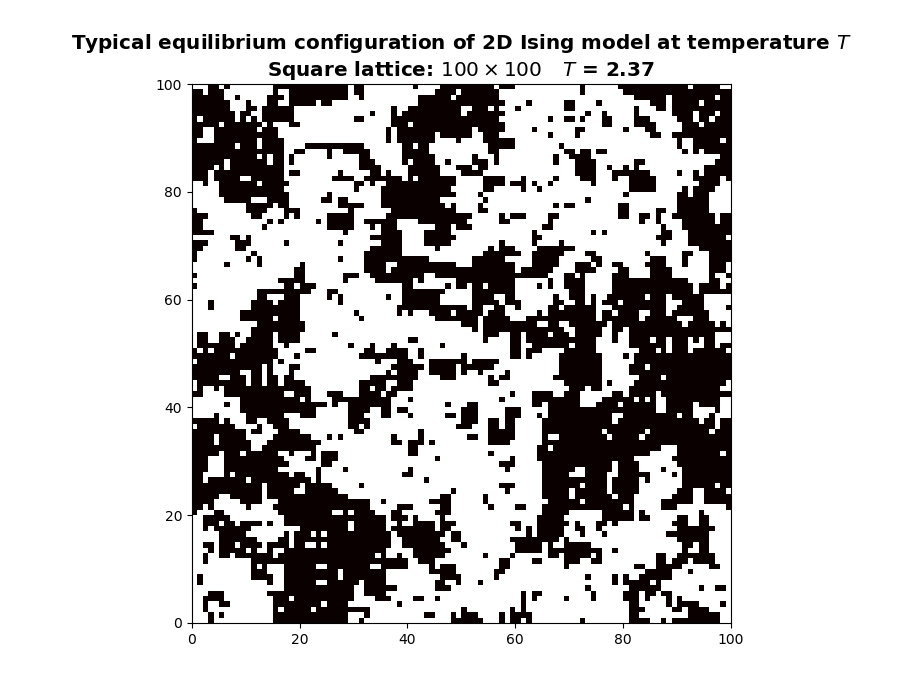 Typical equilibrium configuration of 2D Ising model at temperature T
Square lattice: 100 × 100 T = 2.37
100
80
60
40
20
0
0 20 40 60 80 100